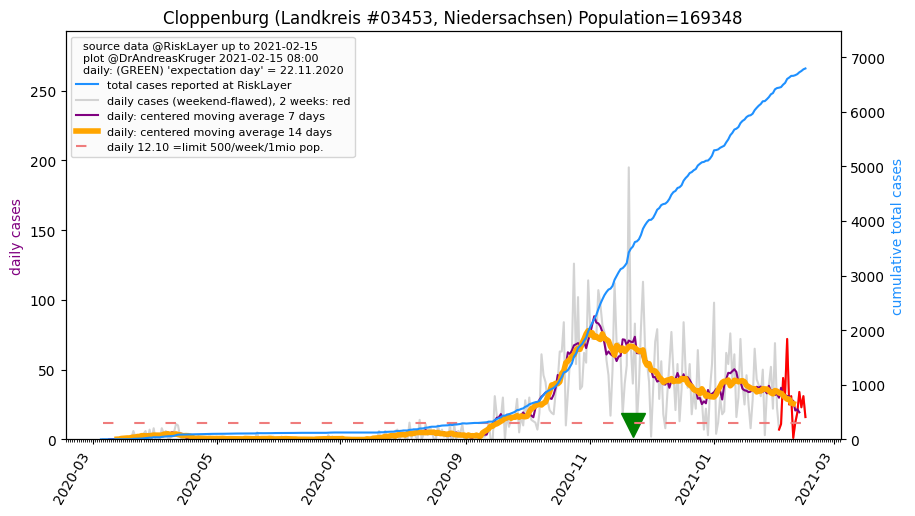 Cloppenburg (Landkreis #03453, Niedersachsen) Population=169348
source data @RiskLayer up to 2021-02-15
plot @DrAndreasKruger 2021-02-15 08:00
daily: (GREEN) 'expectation day' = 22.11.2020
total cases reported at RiskLayer
daily cases (weekend-flawed), 2 weeks: red
daily: centered moving average 7 days
daily: centered moving average 14 days
daily 12.10 =limit 500/week/1mio pop.
daily cases
250
200
150
100
50
0
7000
6000
5000
4000
3000
2000
1000
0
cumulative total cases
2020-03
2020-05
2020-07
2020-09
2020-11
2021-01
2021-03